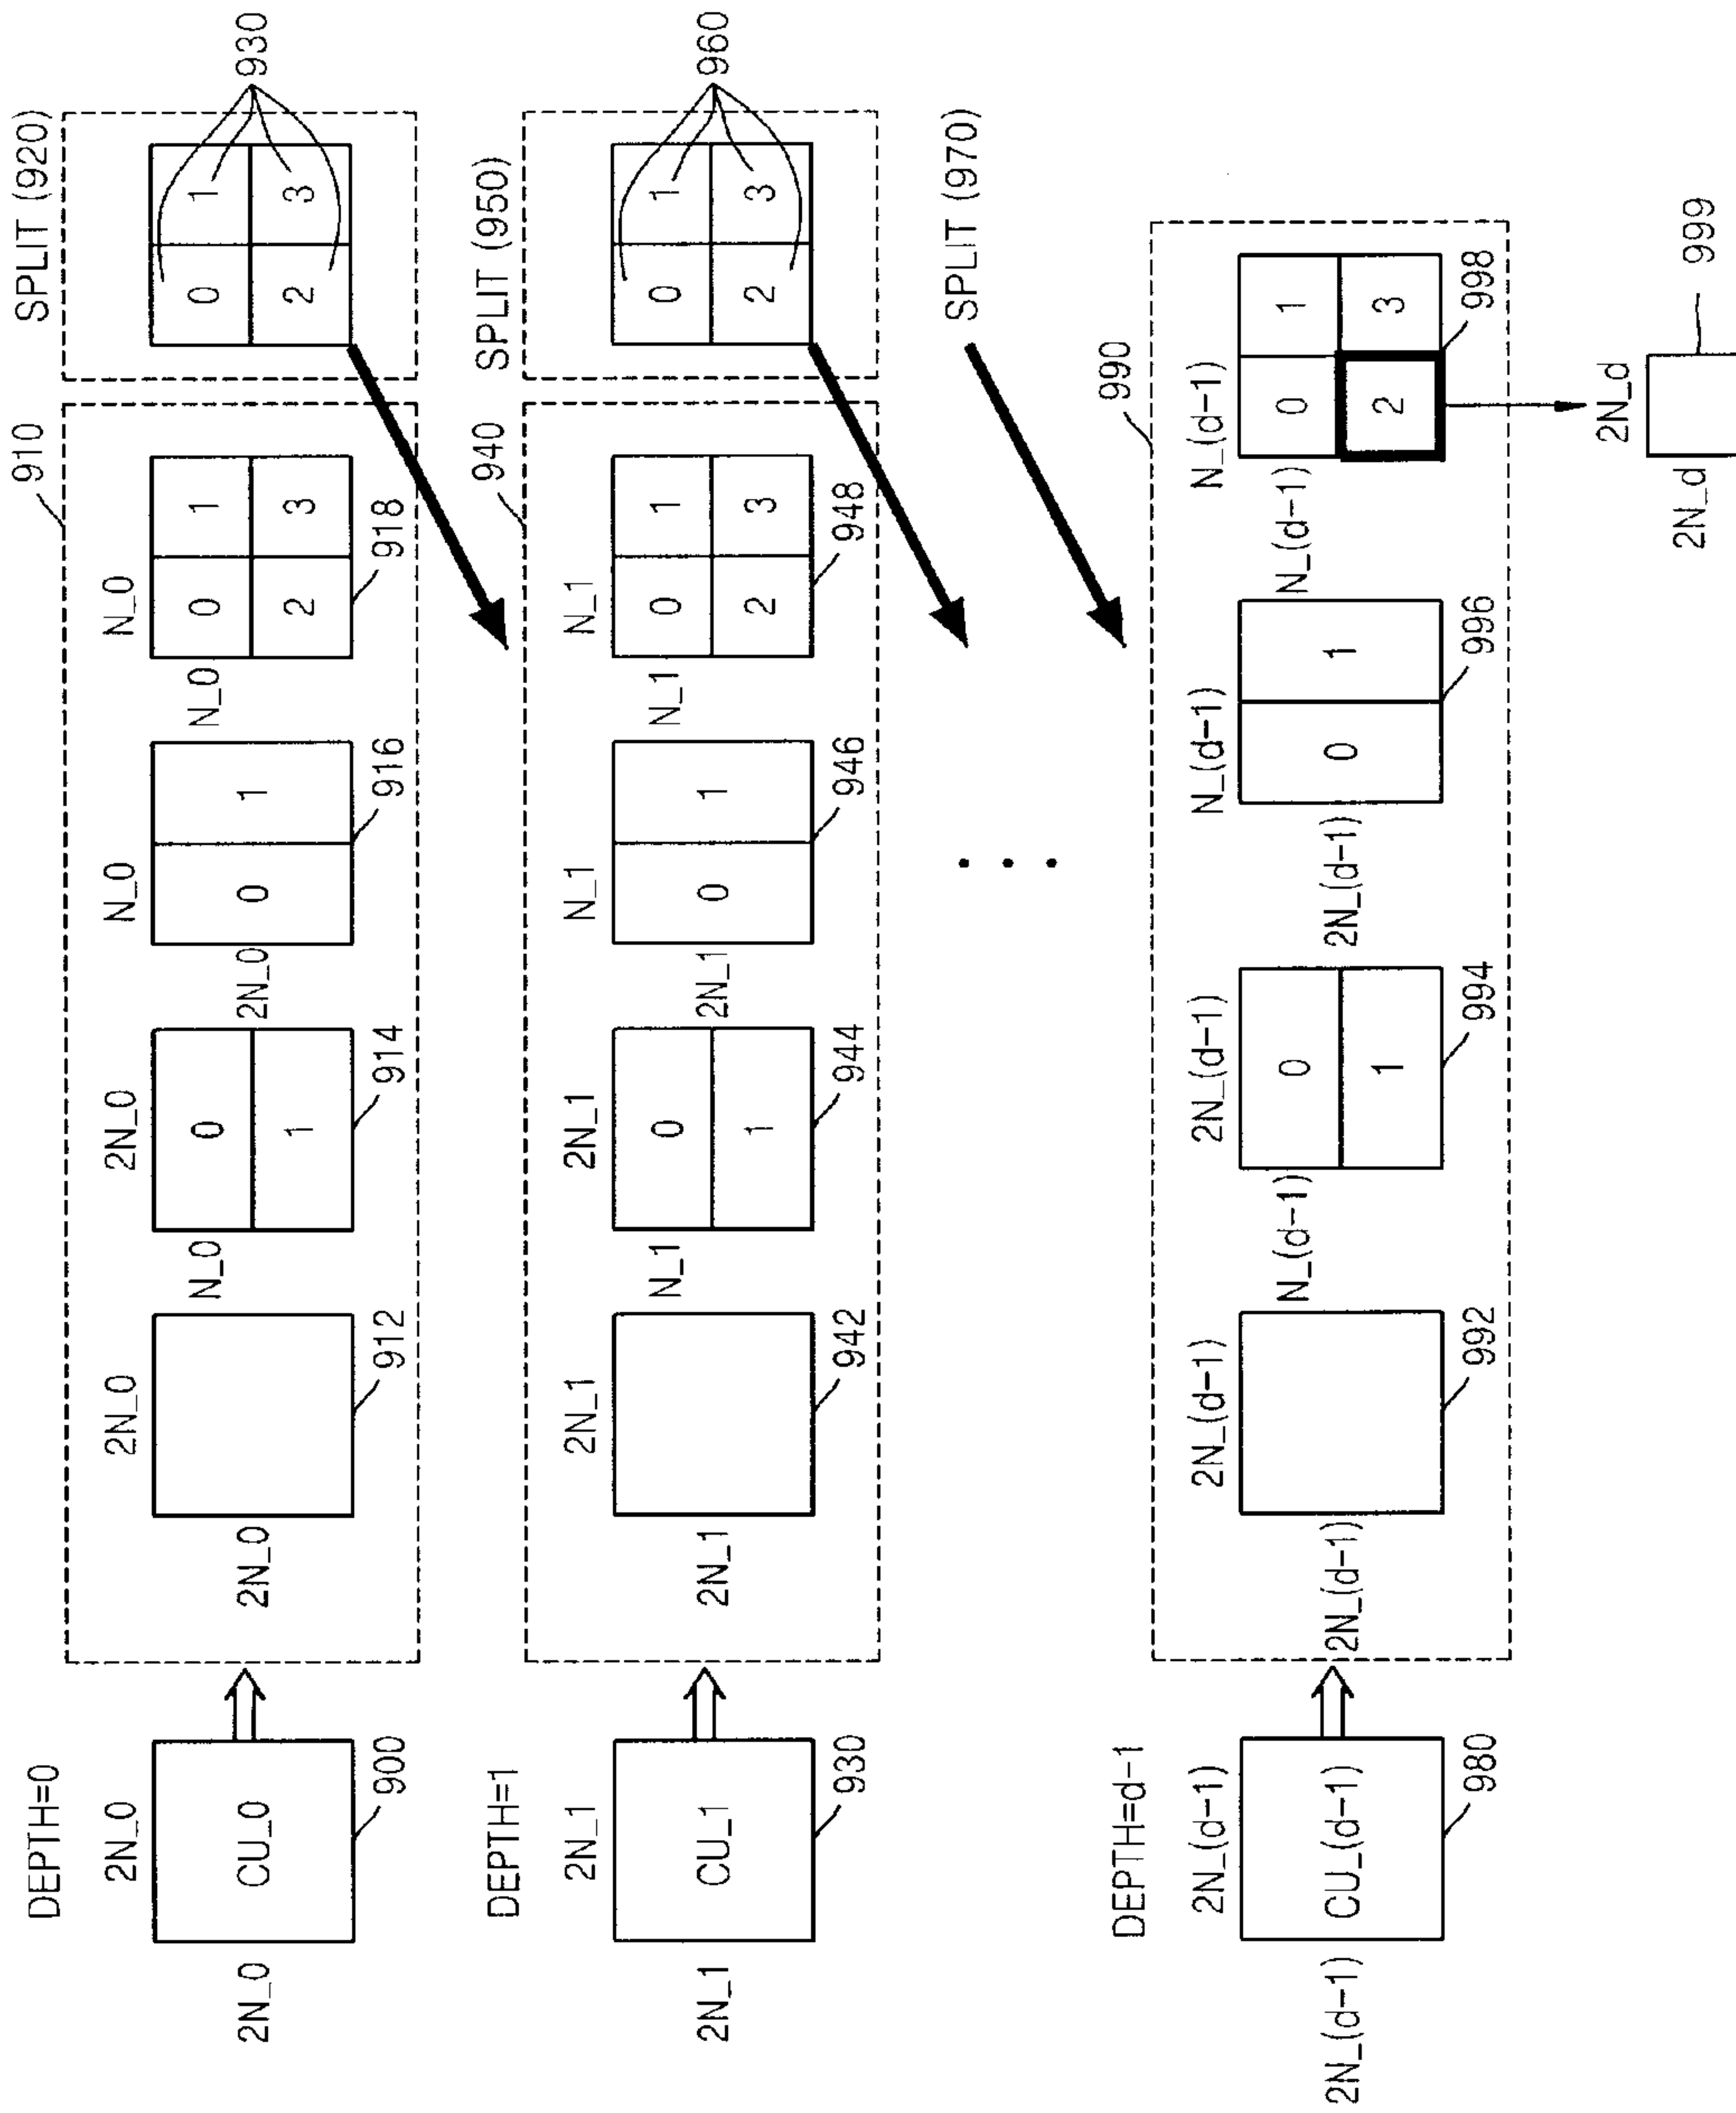 DEPTH=0
2N_0
2N_0
CU_0
900
910
2N_0
2N_0
912
2N_0
N_0
0
1
914
N_0
2N_0
0
1
916
N_0
N_0
0
1
2
3
918
SPLIT (920)
0
1
2
3
930
DEPTH=1
2N_1
2N_1
CU_1
930
940
2N_1
2N_1
942
2N_1
N_1
0
1
944
N_1
2N_1
0
1
946
N_1
N_1
0
1
2
3
948
SPLIT (950)
0
1
2
3
960
SPLIT (970)
DEPTH=d-1
2N_(d-1)
2N_(d-1)
CU_(d-1)
980
990
2N_(d-1)
2N_(d-1)
992
2N_(d-1)
N_(d-1)
0
1
994
N_(d-1)
2N_(d-1)
0
1
996
N_(d-1)
N_(d-1)
0
1
2
3
998
2N_d
2N_d
999